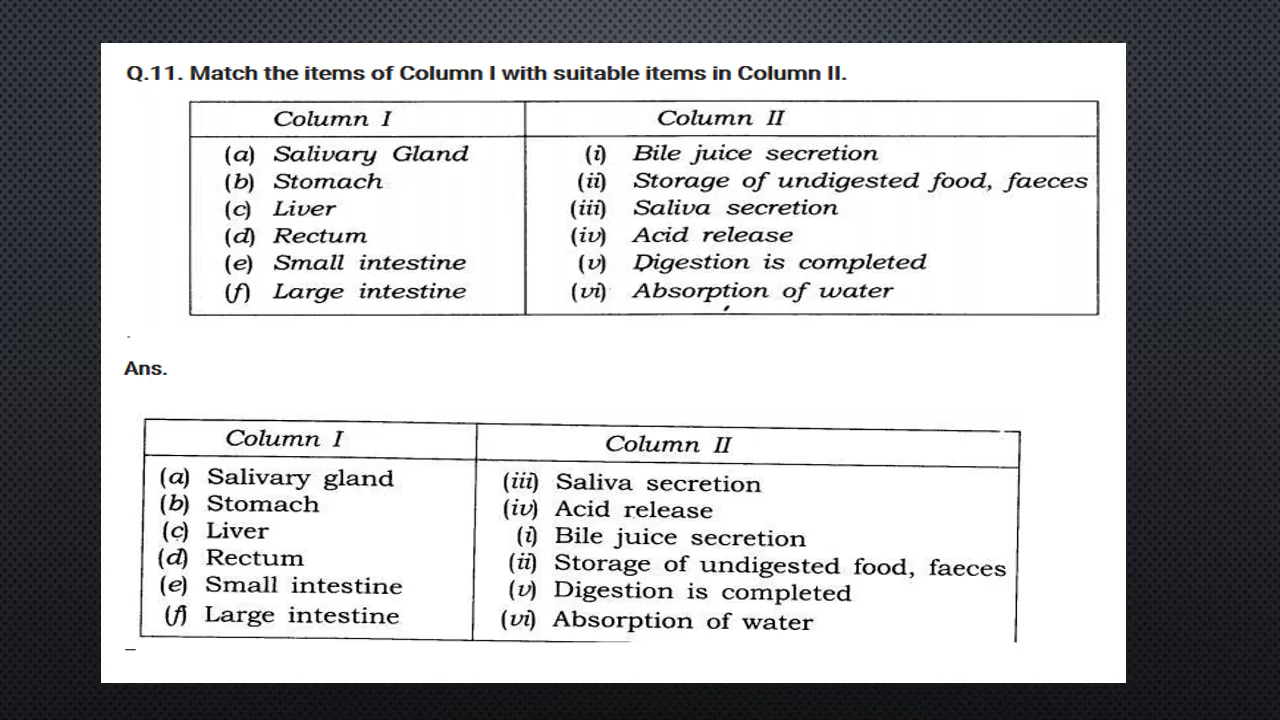 Q.11. Match the items of Column I with suitable items in Column II.
Column I Column II
(a) Salivary Gland (i) Bile juice secretion
(b) Stomach (ii) Storage of undigested food, faeces
(c) Liver (iii) Saliva secretion
(d) Rectum (iv) Acid release
(e) Small intestine (v) Digestion is completed
(f) Large intestine (vi) Absorption of water
Ans.
Column I Column II
(a) Salivary gland (iii) Saliva secretion
(b) Stomach (iv) Acid release
(c) Liver (i) Bile juice secretion
(d) Rectum (ii) Storage of undigested food, faeces
(e) Small intestine (v) Digestion is completed
(f) Large intestine (vi) Absorption of water